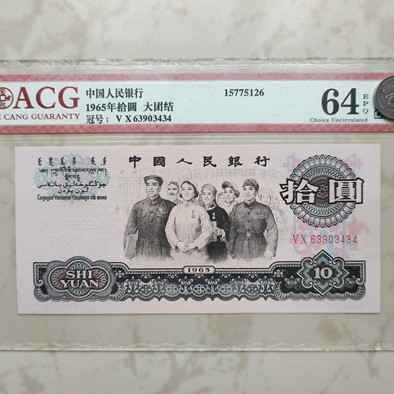 ACG
CANG GUARANTY
中国人民银行
1965年拾圆 大团结
冠号： V X 63903434
15775126
64 EPQ
Choice Uncirculated
中國人民銀行
拾圓
V X 63903434
SHI
YUAN
1965
10